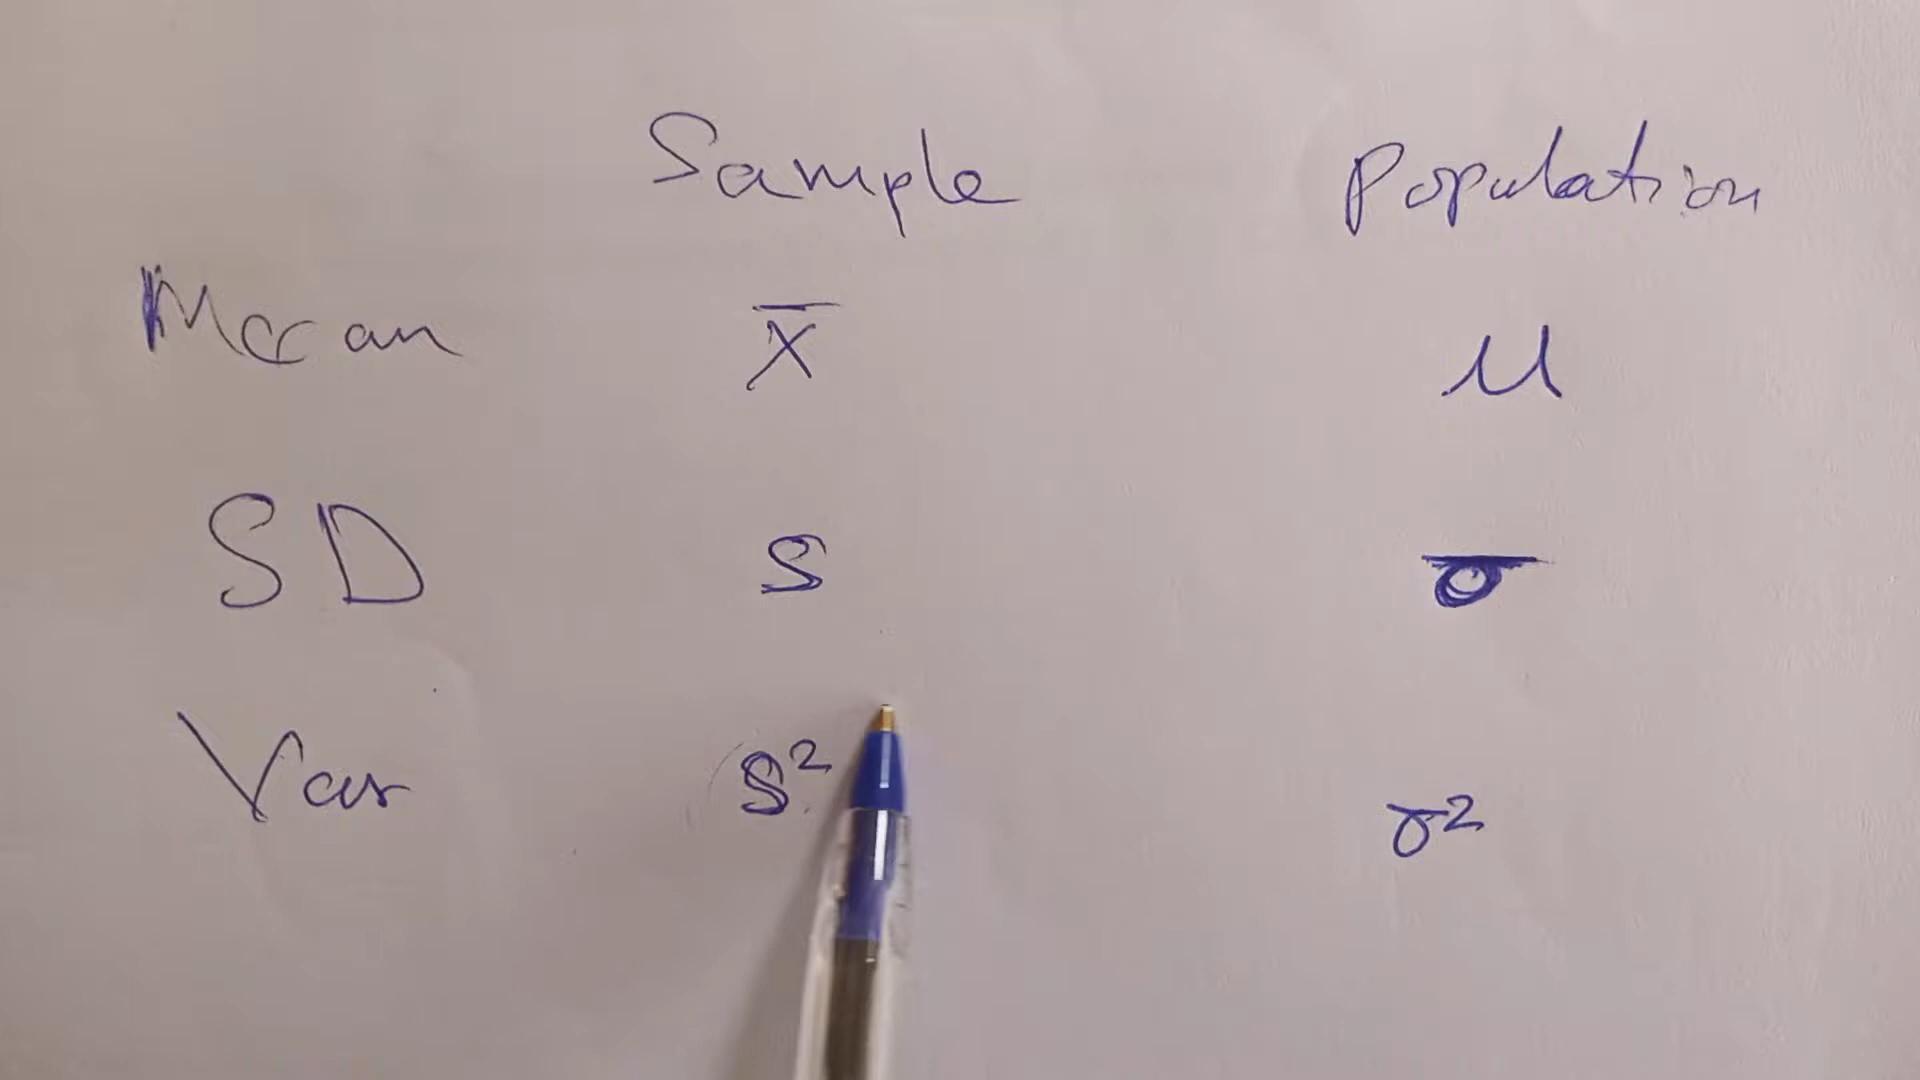 Sample Population
Mean x̄ μ
SD s σ
Var s² σ²